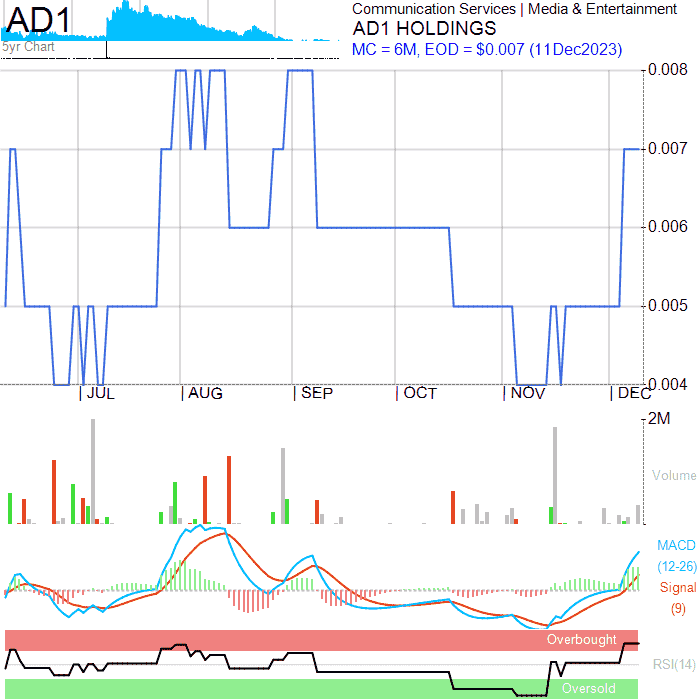 AD1
5yr Chart
Communication Services | Media & Entertainment
AD1 HOLDINGS
MC = 6M, EOD = $0.007 (11Dec2023)
0.008
0.007
0.006
0.005
0.004
JUL
AUG
SEP
OCT
NOV
DEC
2M
Volume
MACD
(12-26)
Signal
(9)
Overbought
RSI(14)
Oversold